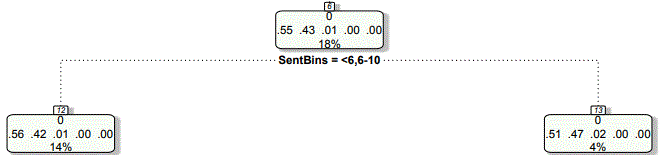 6
0
.55 .43 .01 .00 .00
18%
SentBins = <6,6-10
12
0
.56 .42 .01 .00 .00
14%
13
0
.51 .47 .02 .00 .00
4%